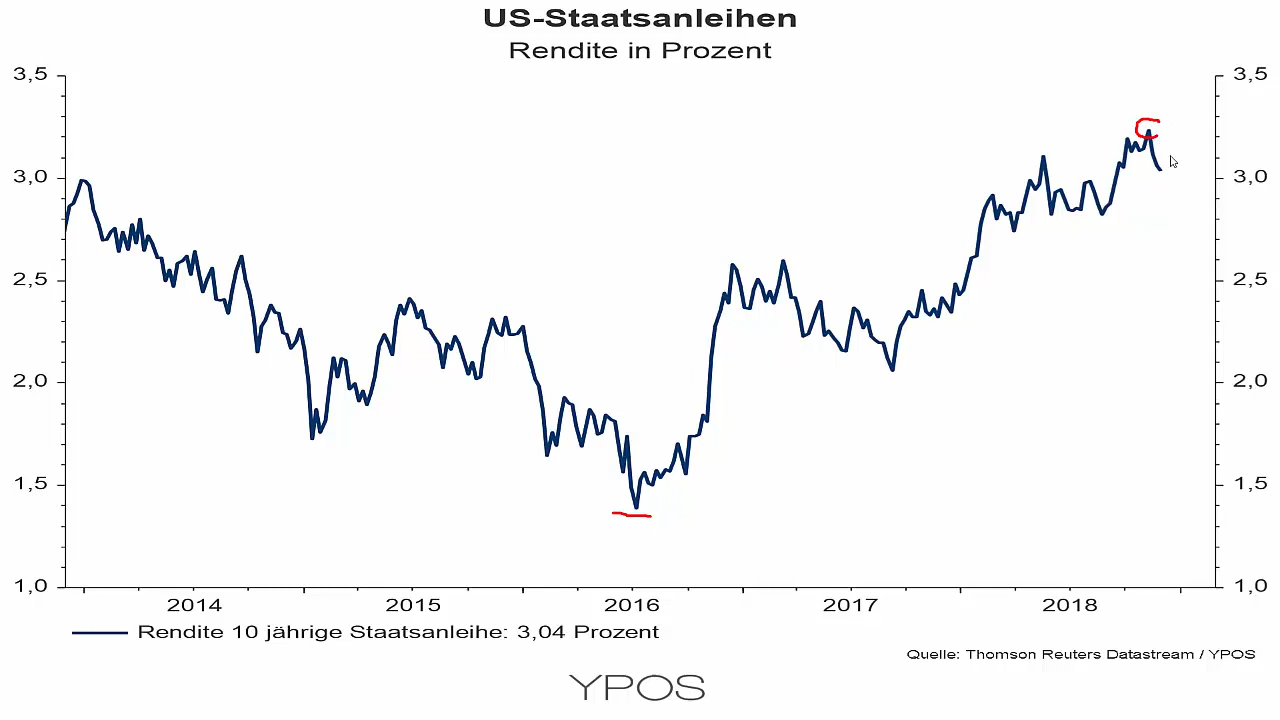 US-Staatsanleihen
Rendite in Prozent
3,5 3,5
3,0 3,0
2,5 2,5
2,0 2,0
1,5 1,5
1,0 1,0
2014 2015 2016 2017 2018
Rendite 10 jährige Staatsanleihe: 3,04 Prozent
Quelle: Thomson Reuters Datastream / YPOS
YPOS